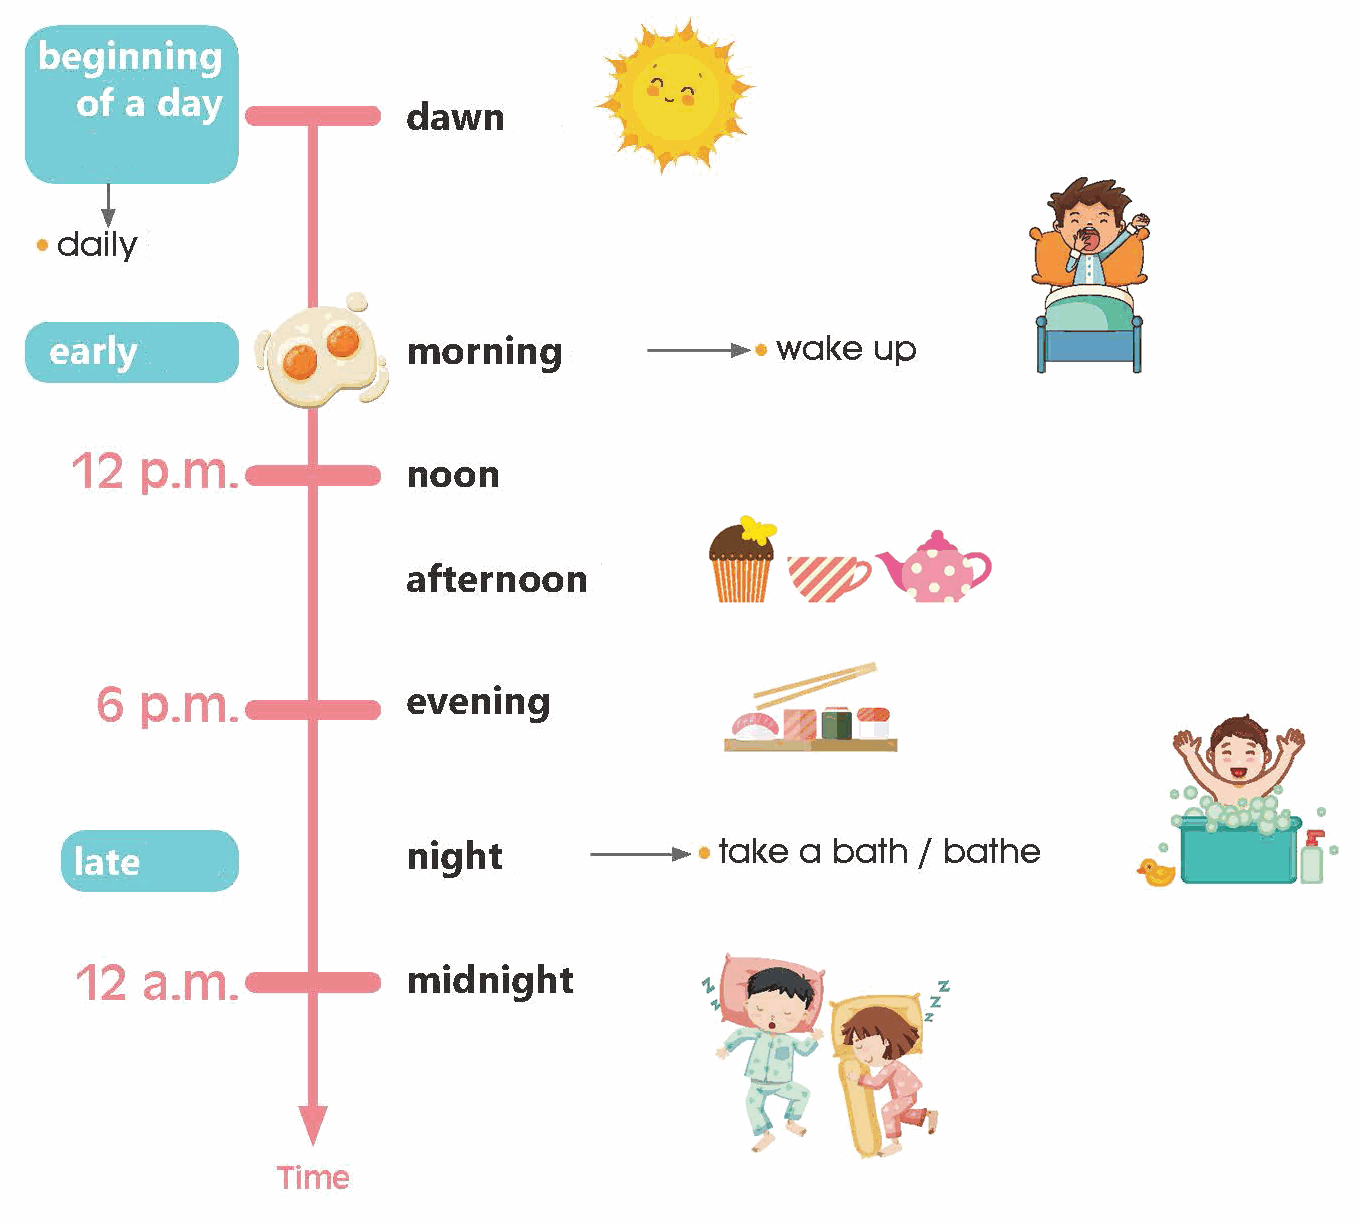 beginning
of a day
dawn
• daily
early
morning
• wake up
12 p.m.
noon
afternoon
6 p.m.
evening
late
night
• take a bath / bathe
12 a.m.
midnight
z
z
z
z
z
Time